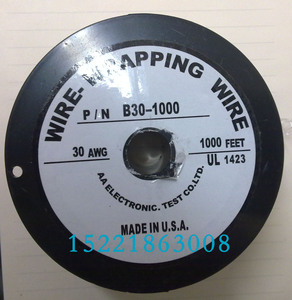 WIRE-WRAPPING WIRE
P/N B30-1000
30 AWG 1000 FEET
UL 1423
AA ELECTRONIC. TEST CO.LTD.
MADE IN U.S.A.
15221863008